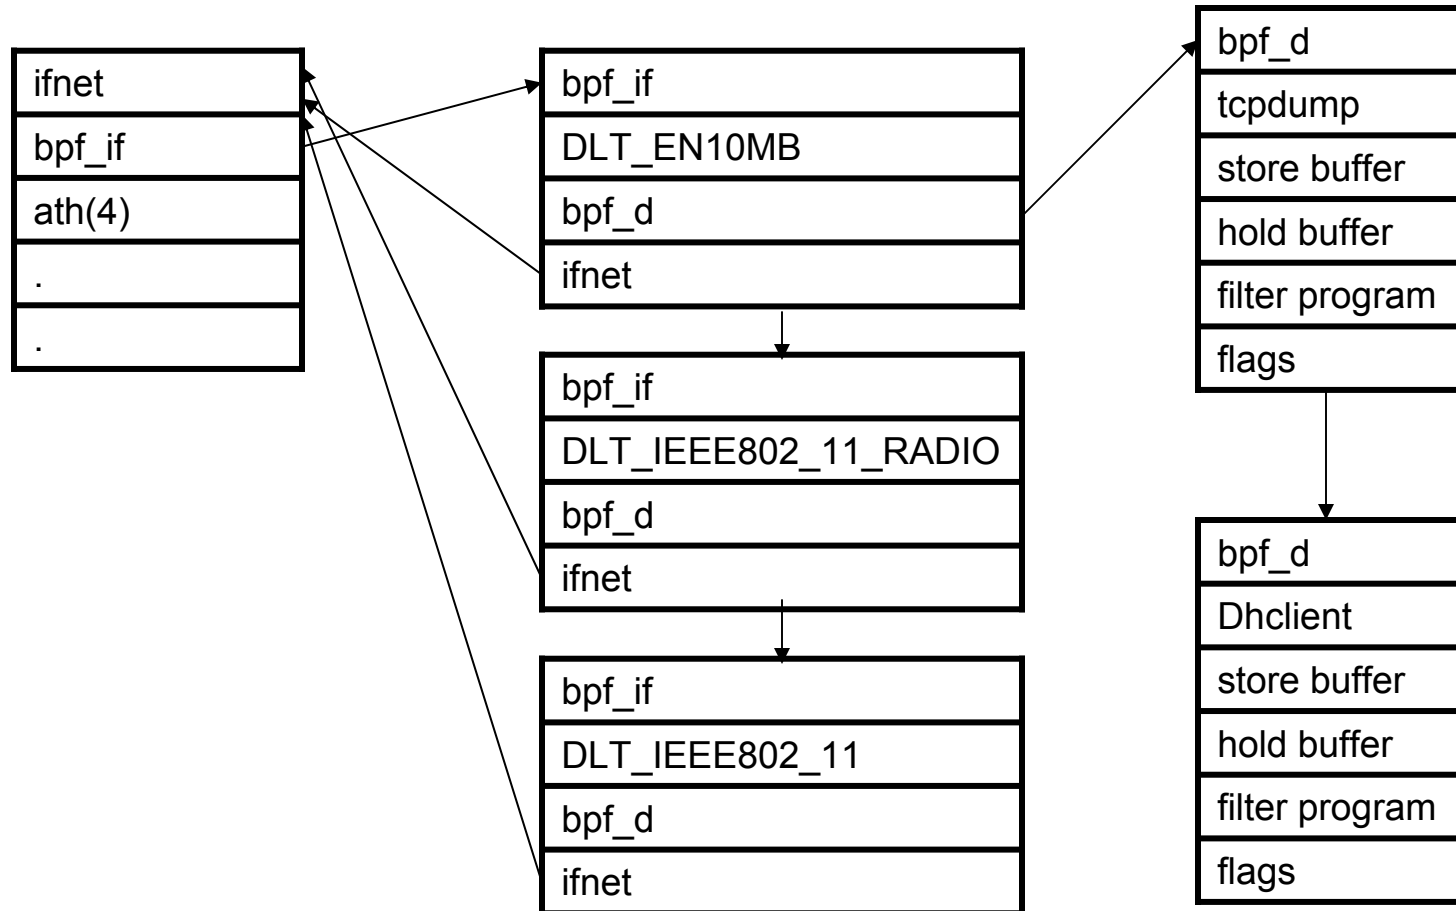 ifnet
bpf_if
ath(4)
.
.
bpf_if
DLT_EN10MB
bpf_d
ifnet
bpf_if
DLT_IEEE802_11_RADIO
bpf_d
ifnet
bpf_if
DLT_IEEE802_11
bpf_d
ifnet
bpf_d
tcpdump
store buffer
hold buffer
filter program
flags
bpf_d
Dhclient
store buffer
hold buffer
filter program
flags